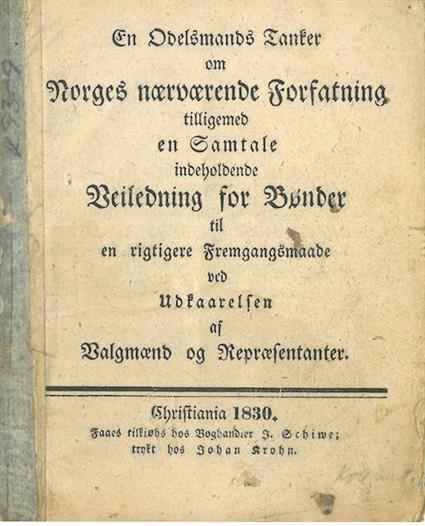 En Odelsmands Tanker
om
Norges nærværende Forfatning
tilligemed
en Samtale
indeholdende
Veiledning for Bønder
til
en rigtigere Fremgangsmaade
ved
Udkaarelsen
af
Valgmænd og Repræsentanter.
Christiania 1830.
Faaes tilkjøbs hos Boghandler J. Schiwe;
trykt hos Johan Krohn.